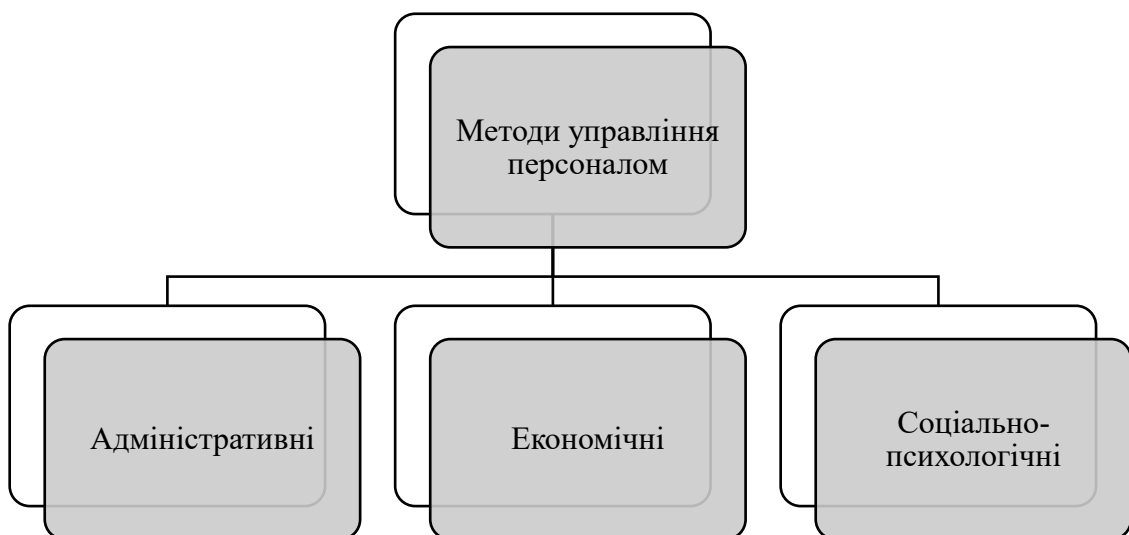 Методи управління
персоналом
Адміністративні
Економічні
Соціально-
психологічні